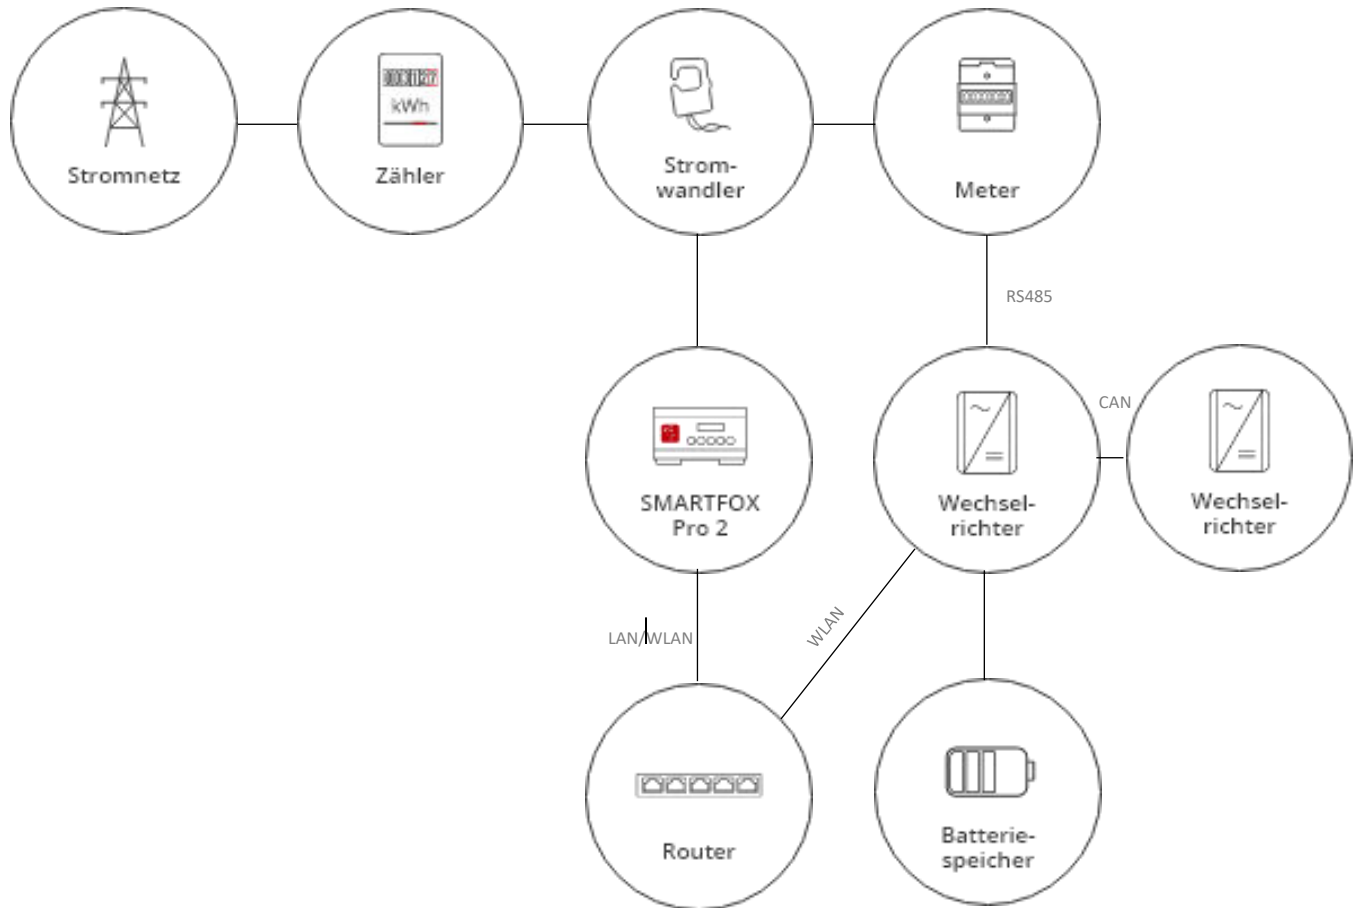 kWh
Stromnetz
Zähler
Strom-
wandler
Meter
RS485
CAN
SMARTFOX
Pro 2
Wechsel-
richter
Wechsel-
richter
LAN/WLAN
WLAN
Router
Batterie-
speicher